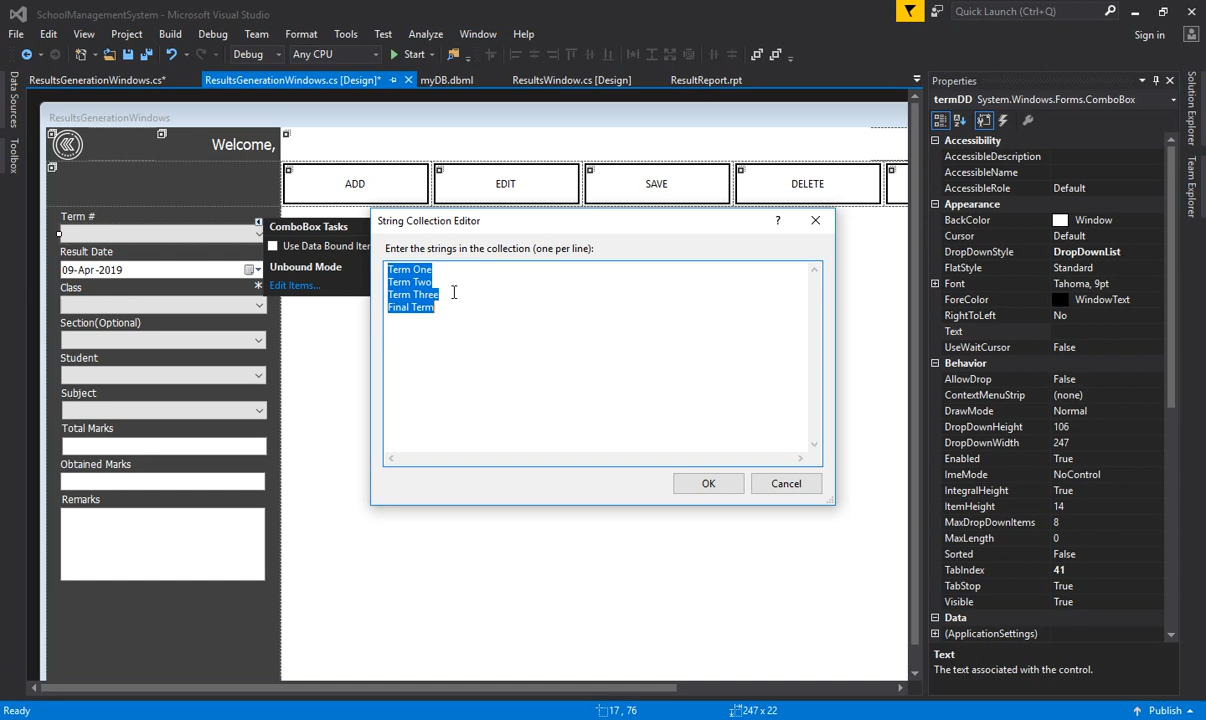 SchoolManagementSystem - Microsoft Visual Studio
Quick Launch (Ctrl+Q)
File Edit View Project Build Debug Team Format Tools Test Analyze Window Help
Sign in
Debug Any CPU Start
ResultsGenerationWindows.cs* ResultsGenerationWindows.cs [Design]* myDB.dbml ResultsWindow.cs [Design] ResultReport.rpt
Data Sources
Toolbox
ResultsGenerationWindows
Welcome,
ADD EDIT SAVE DELETE
Term #
Result Date
09-Apr-2019
Class
Section(Optional)
Student
Subject
Total Marks
Obtained Marks
Remarks
ComboBox Tasks
Use Data Bound Iter
Unbound Mode
Edit Items...
String Collection Editor
?
Enter the strings in the collection (one per line):
Term One
Term Two
Term Three
Final Term
OK Cancel
Properties
termDD System.Windows.Forms.ComboBox
Accessibility
AccessibleDescription
AccessibleName
AccessibleRole Default
Appearance
BackColor Window
Cursor Default
DropDownStyle DropDownList
FlatStyle Standard
Font Tahoma, 9pt
ForeColor WindowText
RightToLeft No
Text
UseWaitCursor False
Behavior
AllowDrop False
ContextMenuStrip (none)
DrawMode Normal
DropDownHeight 106
DropDownWidth 247
Enabled True
ImeMode NoControl
IntegralHeight True
ItemHeight 14
MaxDropDownItems 8
MaxLength 0
Sorted False
TabIndex 41
TabStop True
Visible True
Data
(ApplicationSettings)
Text
The text associated with the control.
Solution Explorer
Team Explorer
Ready 17 , 76 247 x 22 Publish